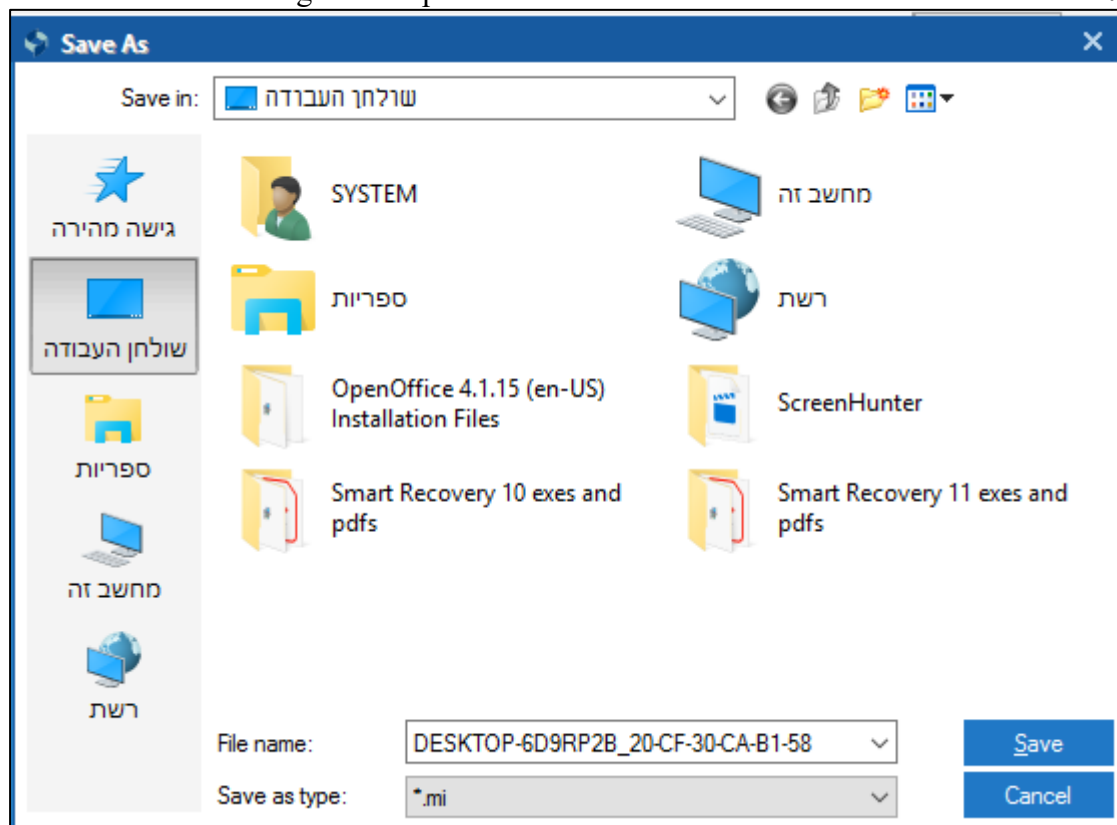 Save As
Save in:
שולחן העבודה
גישה מהירה
שולחן העבודה
ספריות
מחשב זה
רשת
SYSTEM
מחשב זה
ספריות
רשת
OpenOffice 4.1.15 (en-US)
Installation Files
ScreenHunter
Smart Recovery 10 exes and
pdfs
Smart Recovery 11 exes and
pdfs
File name:
DESKTOP-6D9RP2B_20-CF-30-CA-B1-58
Save
Save as type:
*.mi
Cancel